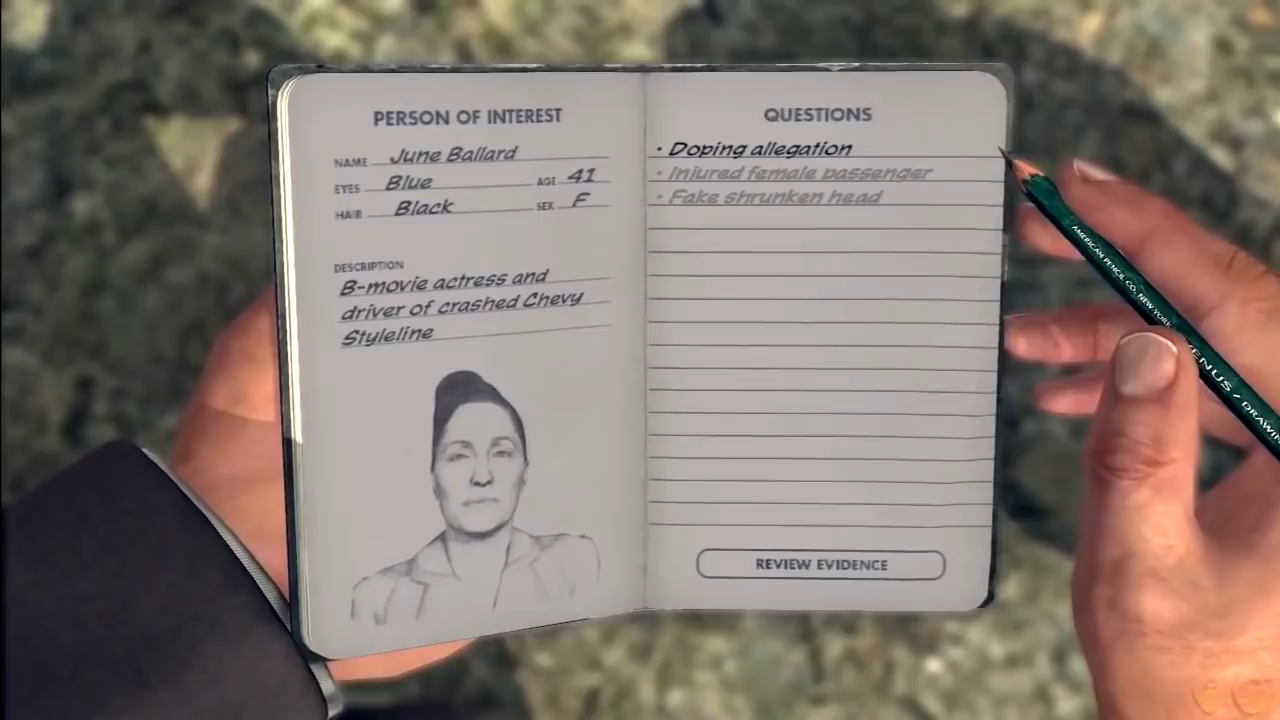 PERSON OF INTEREST
NAME June Ballard
EYES Blue AGE 41
HAIR Black SEX F
DESCRIPTION
B-movie actress and
driver of crashed Chevy
Styleline
QUESTIONS
• Doping allegation
• Injured female passenger
• Fake shrunken head
REVIEW EVIDENCE
AMERICAN PENCIL CO. NEW YORK VENUS / DRAWIN